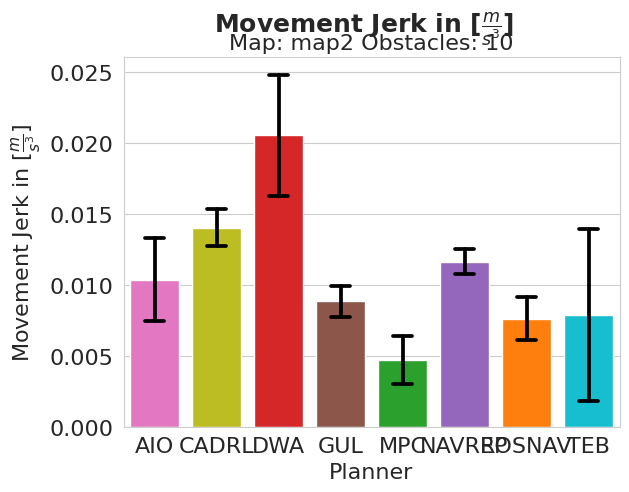 Movement Jerk in [m/s³]
Map: map2 Obstacles: 10
Movement Jerk in [m/s³]
0.025
0.020
0.015
0.010
0.005
0.000
AIO CADRL DWA GUL MPC NAVREP ROSNAV TEB
Planner